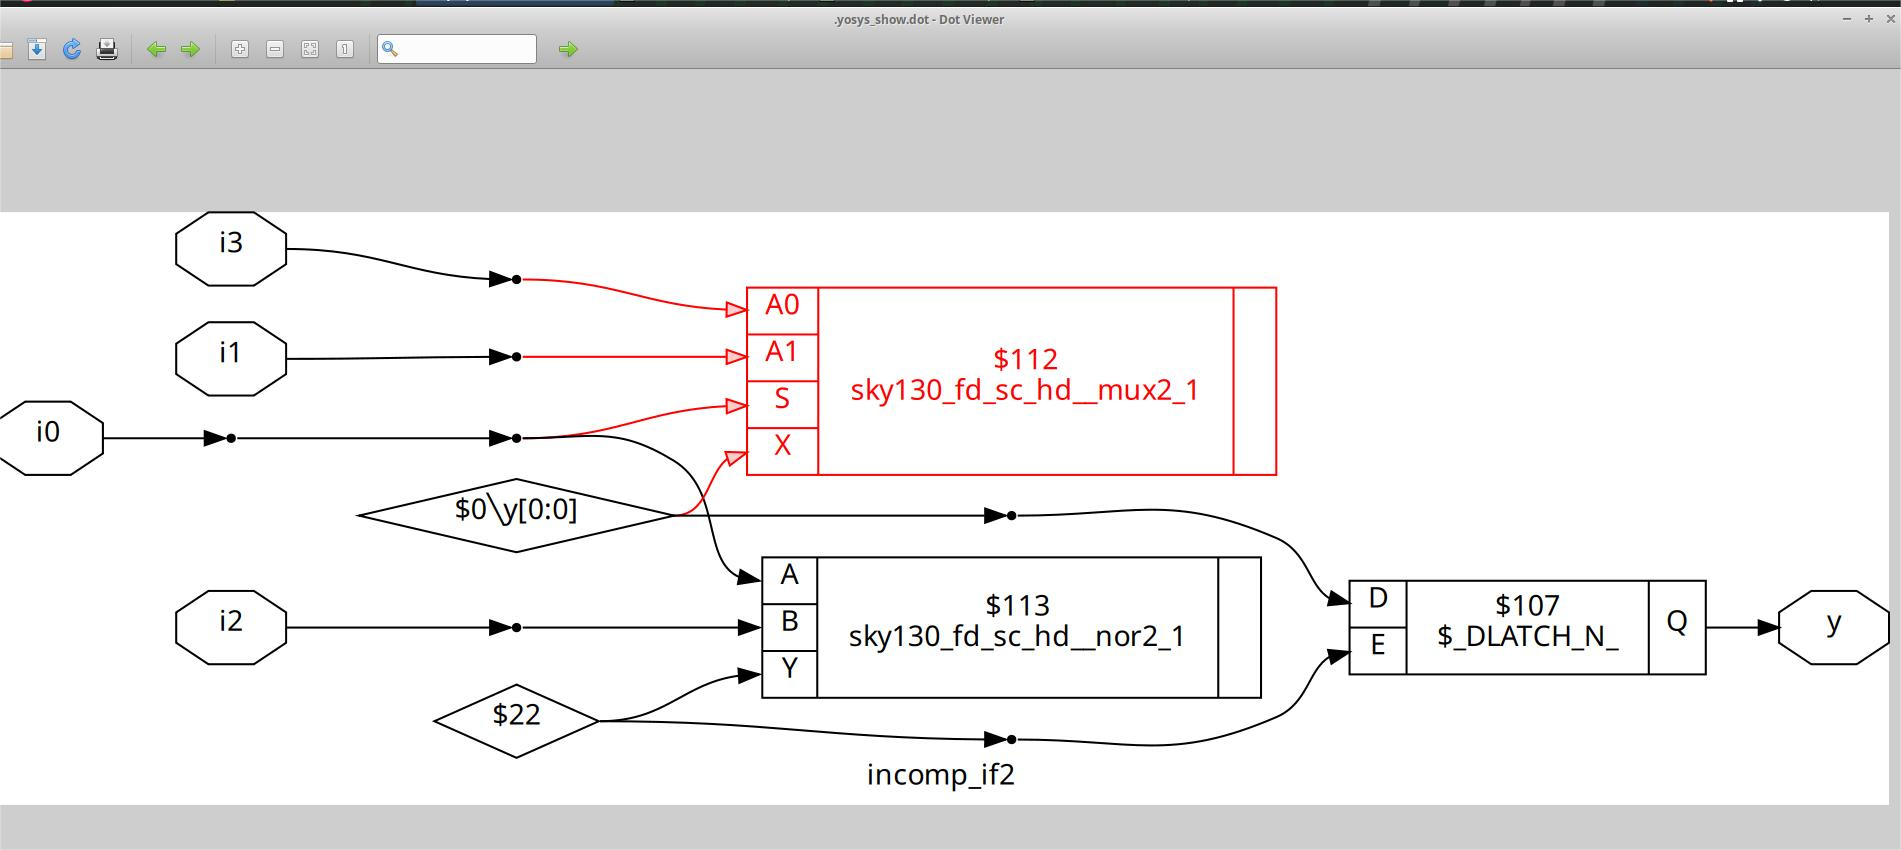 .yosys_show.dot - Dot Viewer
1
i3
i1
i0
$0\y[0:0]
i2
$22
A0
A1
S
X
$112
sky130_fd_sc_hd__mux2_1
A
B
Y
$113
sky130_fd_sc_hd__nor2_1
D
E
$107
$_DLATCH_N_
Q
y
incomp_if2